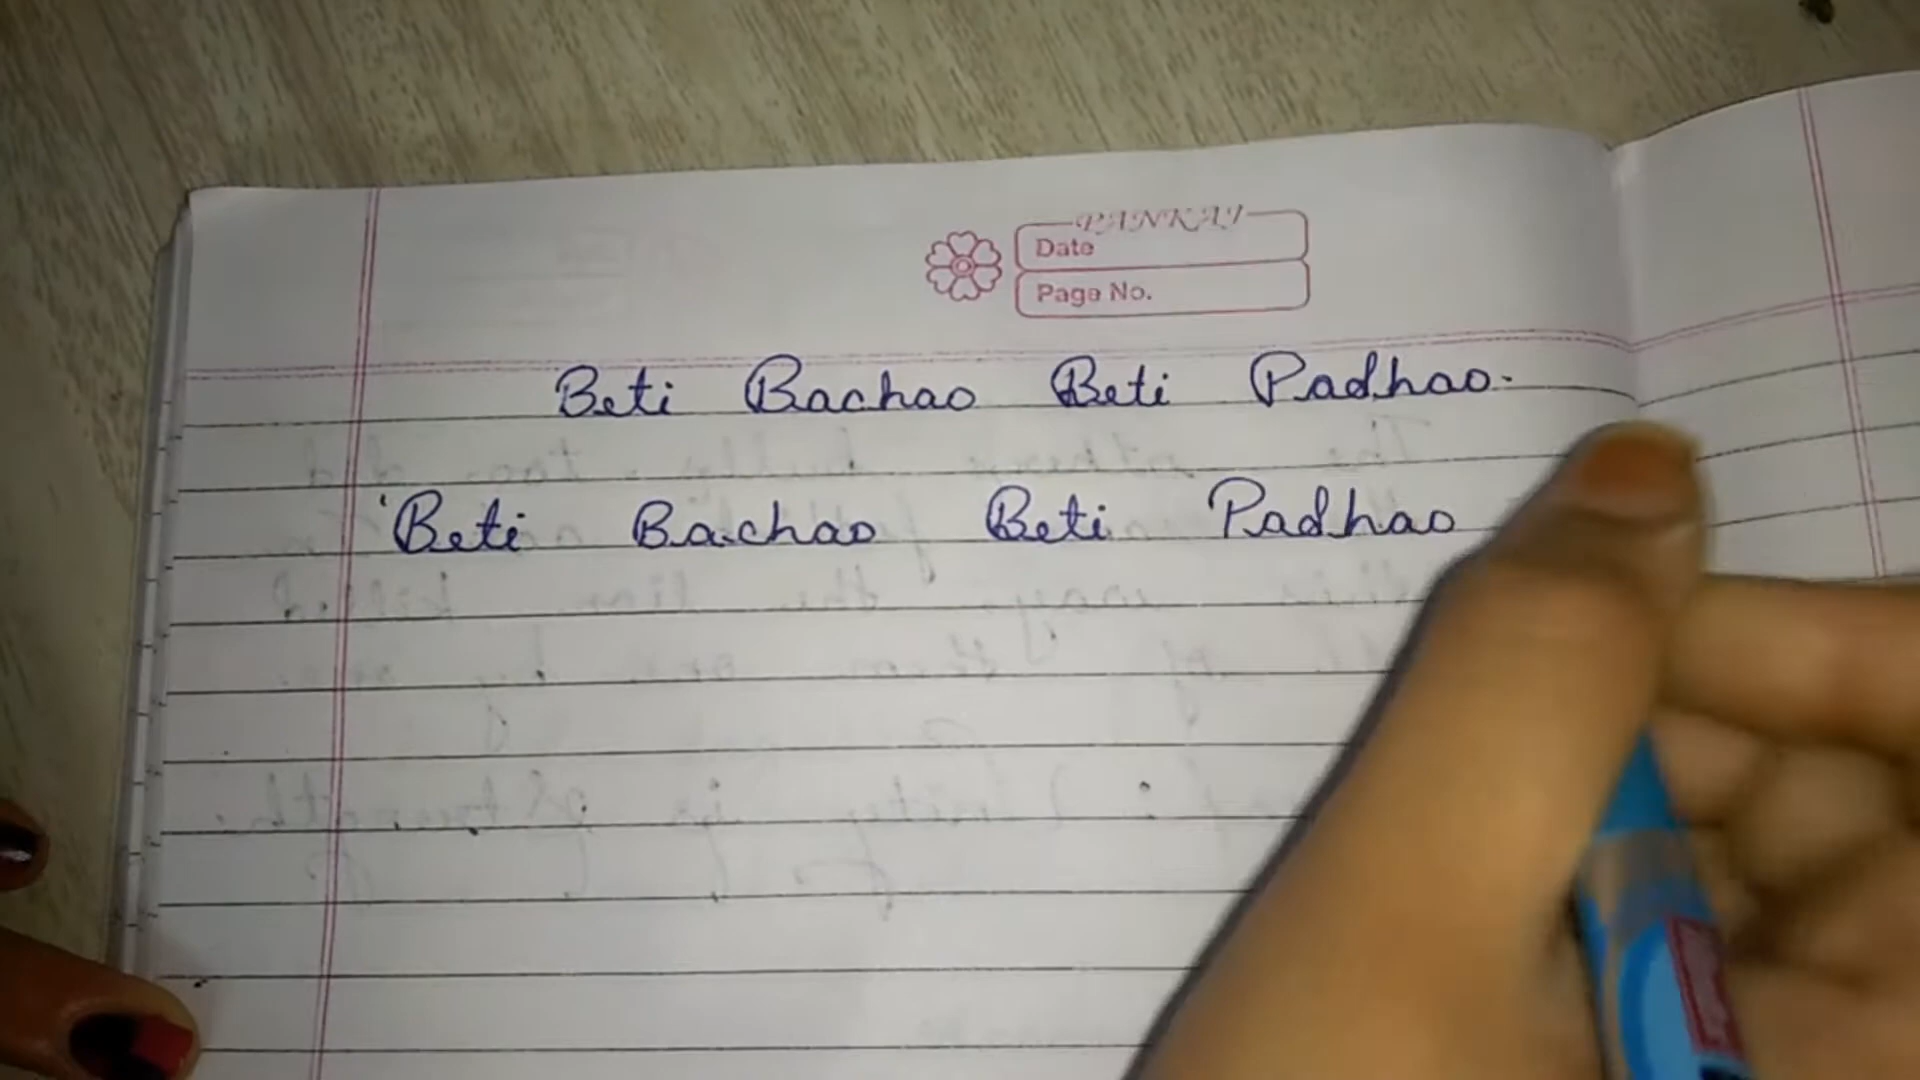 PANKAJ
Date
Page No.
Beti Bachao Beti Padhao.
'Beti Bachao Beti Padhao